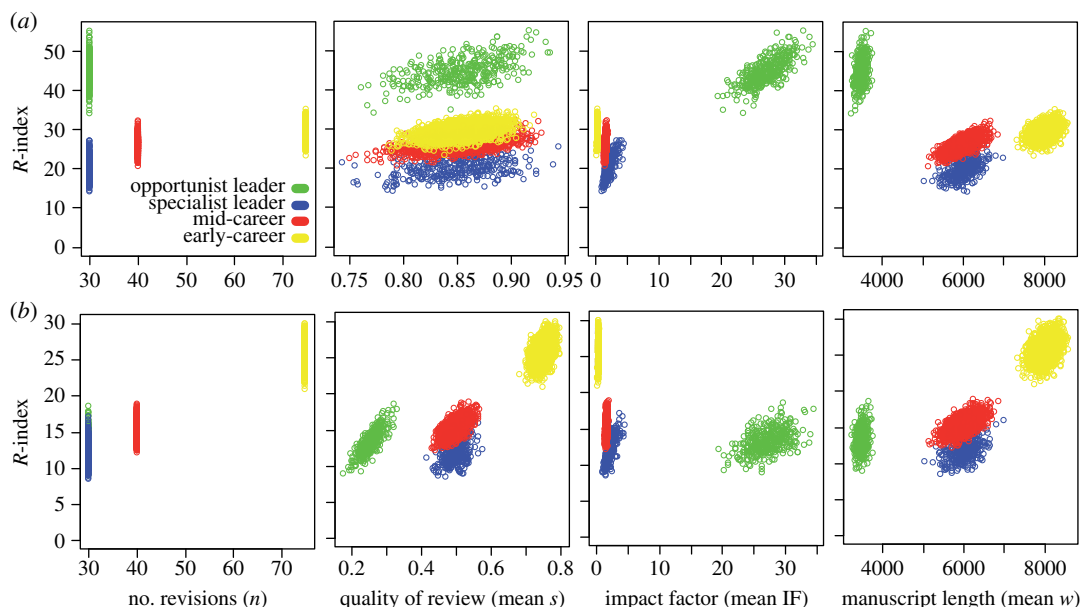 (a)
R-index
50
40
30
20
10
0
opportunist leader
specialist leader
mid-career
early-career
30 40 50 60 70
0.75 0.80 0.85 0.90 0.95
0 10 20 30
4000 6000 8000
(b)
R-index
30
25
20
15
10
5
0
30 40 50 60 70
0.2 0.4 0.6 0.8
0 10 20 30
4000 6000 8000
no. revisions (n) quality of review (mean s) impact factor (mean IF) manuscript length (mean w)